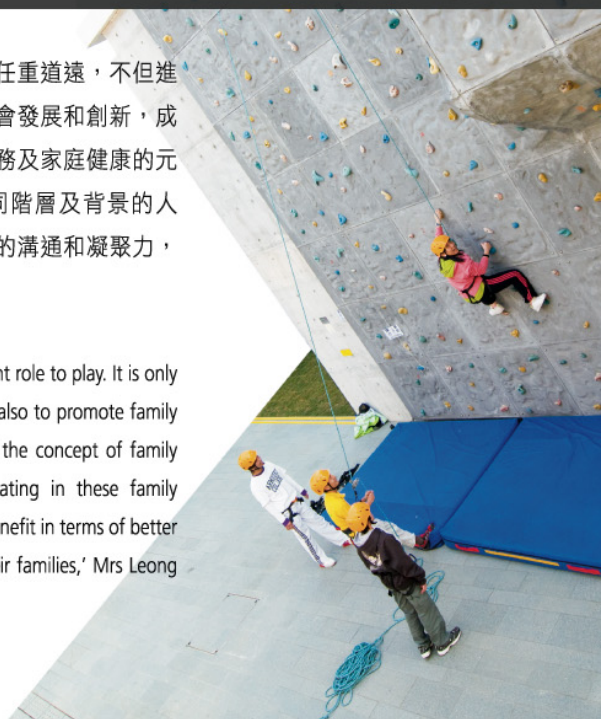 任重道遠，不但進
會發展和創新，成
務及家庭健康的元
同階層及背景的人
的溝通和凝聚力，
nt role to play. It is only
also to promote family
the concept of family
ating in these family
nefit in terms of better
ir families,’ Mrs Leong